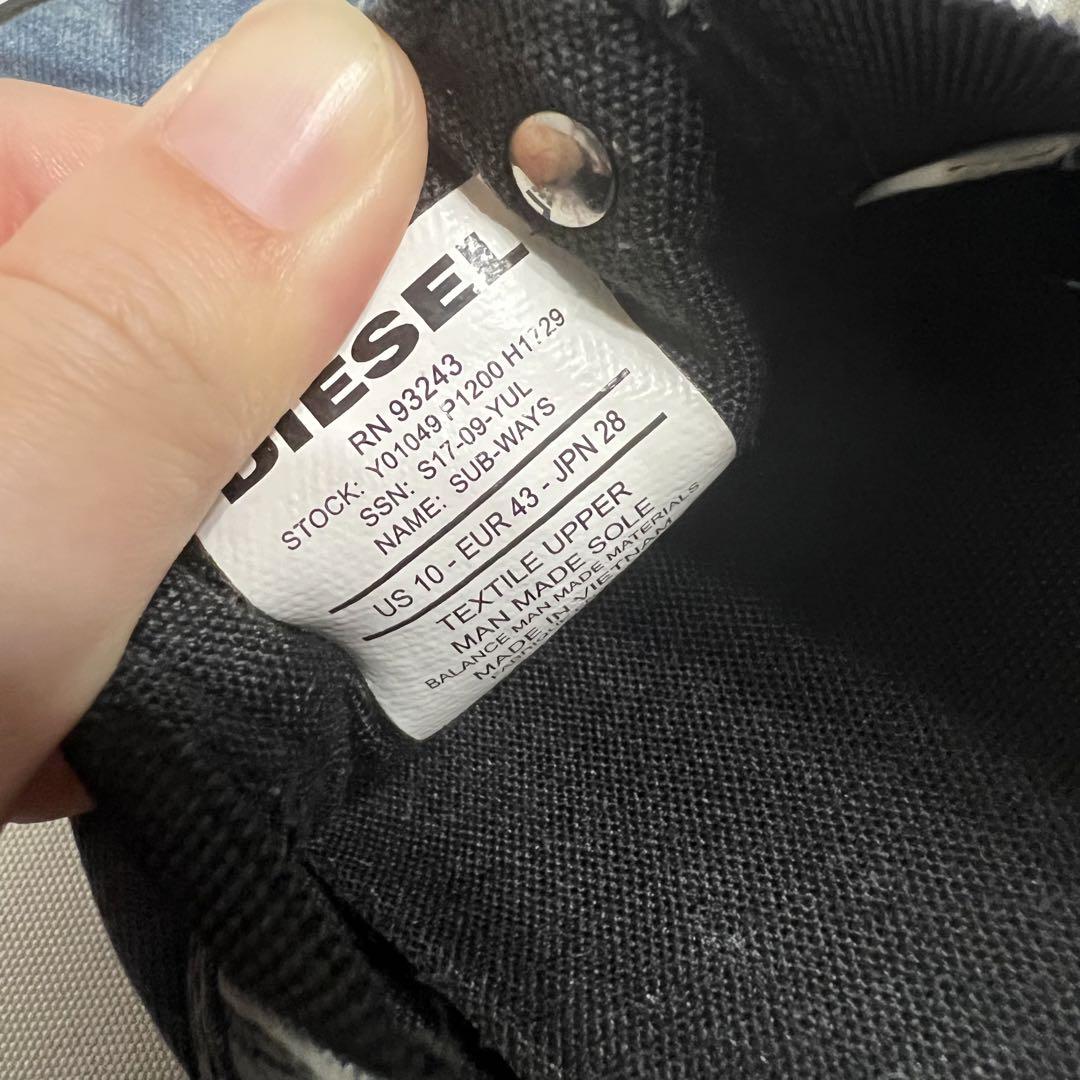 DIESEL
RN 93243
STOCK: Y01049 P1200 H1729
SSN: S17-09-YUL
NAME: SUB-WAYS
US 10 - EUR 43 - JPN 28
TEXTILE UPPER
MAN MADE SOLE
BALANCE MAN MADE MATERIALS
MADE IN VIETNAM